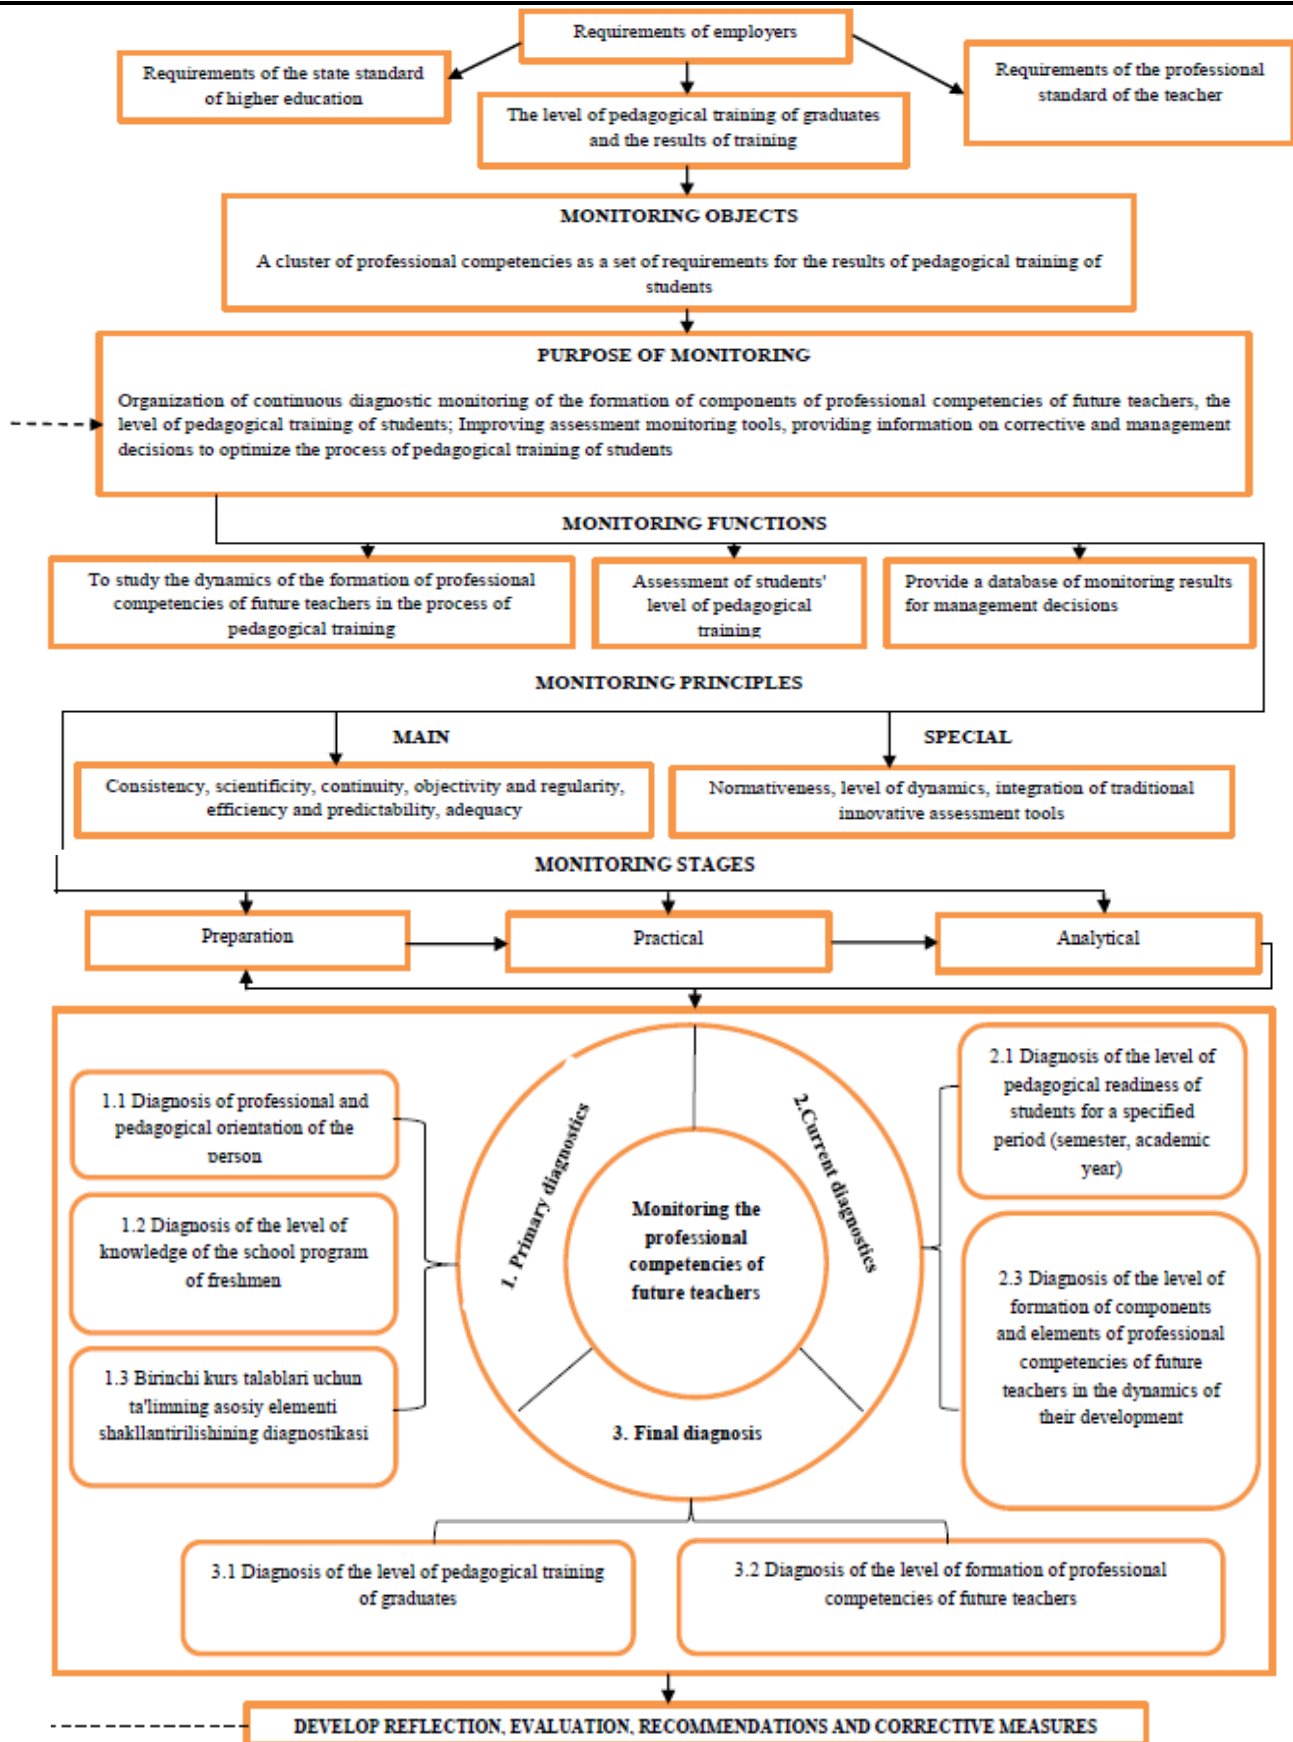 Requirements of employers
Requirements of the state standard
of higher education
Requirements of the professional
standard of the teacher
The level of pedagogical training of graduates
and the results of training
MONITORING OBJECTS
A cluster of professional competencies as a set of requirements for the results of pedagogical training of
students
PURPOSE OF MONITORING
Organization of continuous diagnostic monitoring of the formation of components of professional competencies of future teachers, the
level of pedagogical training of students; Improving assessment monitoring tools, providing information on corrective and management
decisions to optimize the process of pedagogical training of students
MONITORING FUNCTIONS
To study the dynamics of the formation of professional
competencies of future teachers in the process of
pedagogical training
Assessment of students'
level of pedagogical
training
Provide a database of monitoring results
for management decisions
MONITORING PRINCIPLES
MAIN
SPECIAL
Consistency, scientificity, continuity, objectivity and regularity,
efficiency and predictability, adequacy
Normativeness, level of dynamics, integration of traditional
innovative assessment tools
MONITORING STAGES
Preparation
Practical
Analytical
1.1 Diagnosis of professional and
pedagogical orientation of the
person
1.2 Diagnosis of the level of
knowledge of the school program
of freshmen
1.3 Birinchi kurs talablari uchun
ta'limning asosiy elementi
shakllantirilishining diagnostikasi
1. Primary diagnostics
2.Current diagnostics
Monitoring the
professional
competencies of
future teachers
3. Final diagnosis
2.1 Diagnosis of the level of
pedagogical readiness of
students for a specified
period (semester, academic
year)
2.3 Diagnosis of the level of
formation of components
and elements of professional
competencies of future
teachers in the dynamics of
their development
3.1 Diagnosis of the level of pedagogical training
of graduates
3.2 Diagnosis of the level of formation of professional
competencies of future teachers
DEVELOP REFLECTION, EVALUATION, RECOMMENDATIONS AND CORRECTIVE MEASURES